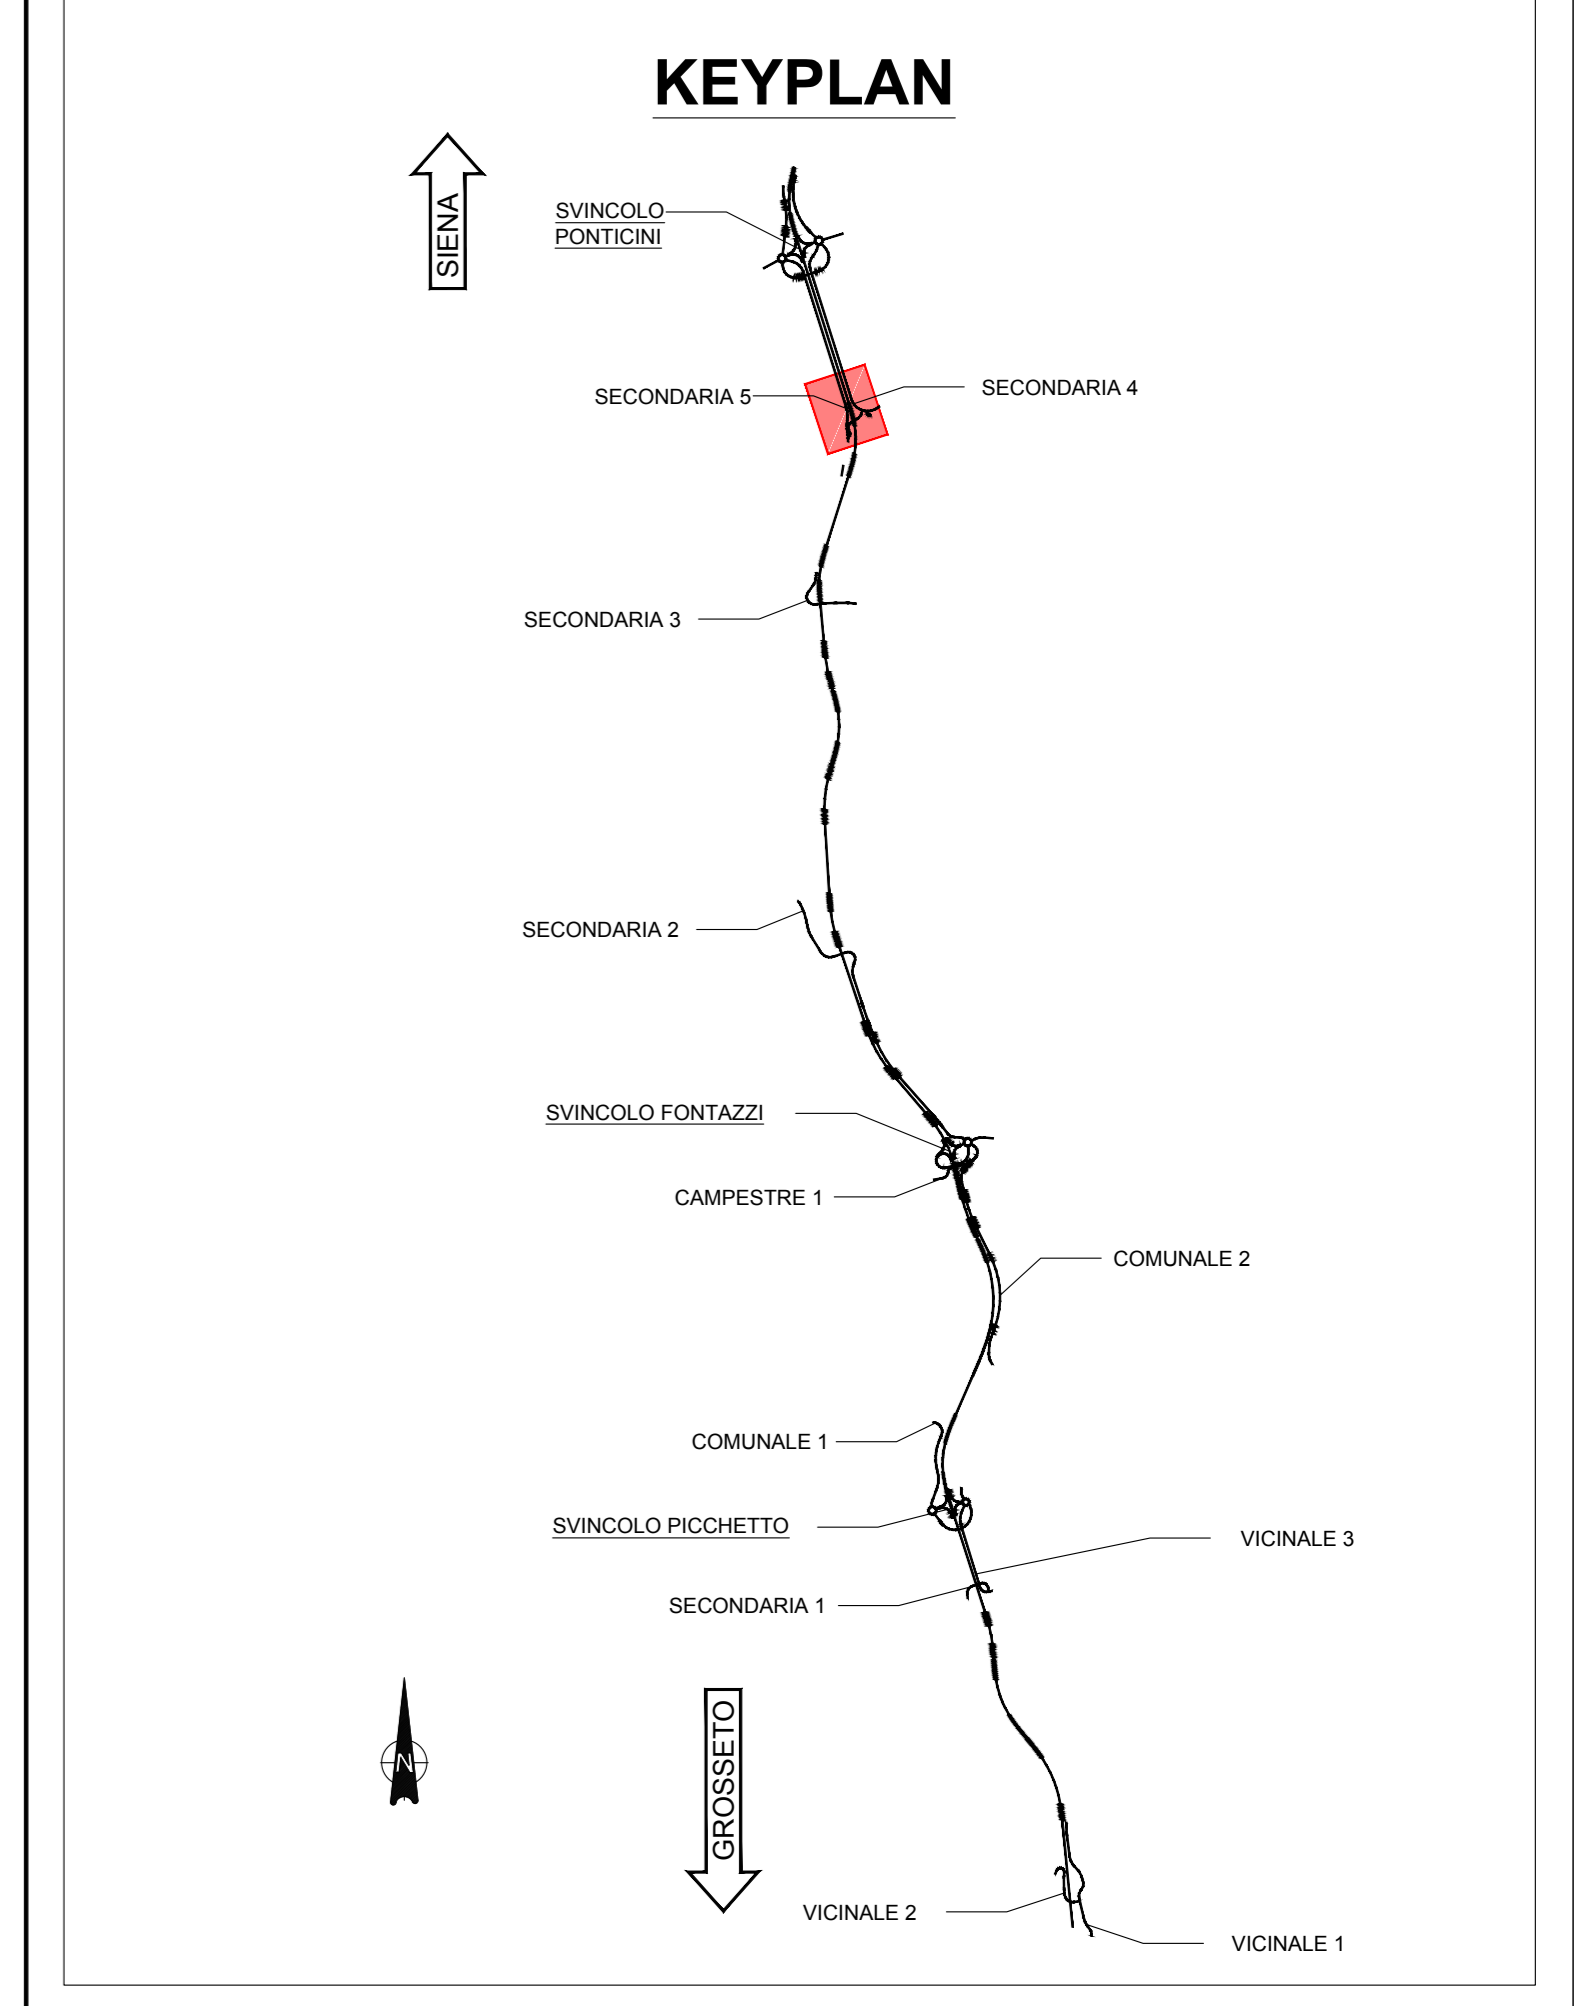 KEYPLAN
SIENA
SVINCOLO
PONTICINI
SECONDARIA 5
SECONDARIA 4
SECONDARIA 3
SECONDARIA 2
SVINCOLO FONTAZZI
CAMPESTRE 1
COMUNALE 2
COMUNALE 1
SVINCOLO PICCHETTO
VICINALE 3
SECONDARIA 1
N
GROSSETO
VICINALE 2
VICINALE 1